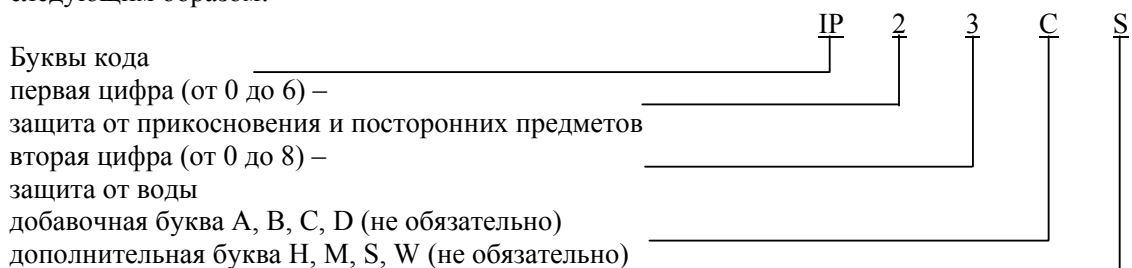 следующим образом:
IP 2 3 C S
Буквы кода
первая цифра (от 0 до 6) –
защита от прикосновения и посторонних предметов
вторая цифра (от 0 до 8) –
защита от воды
добавочная буква A, B, C, D (не обязательно)
дополнительная буква H, M, S, W (не обязательно)